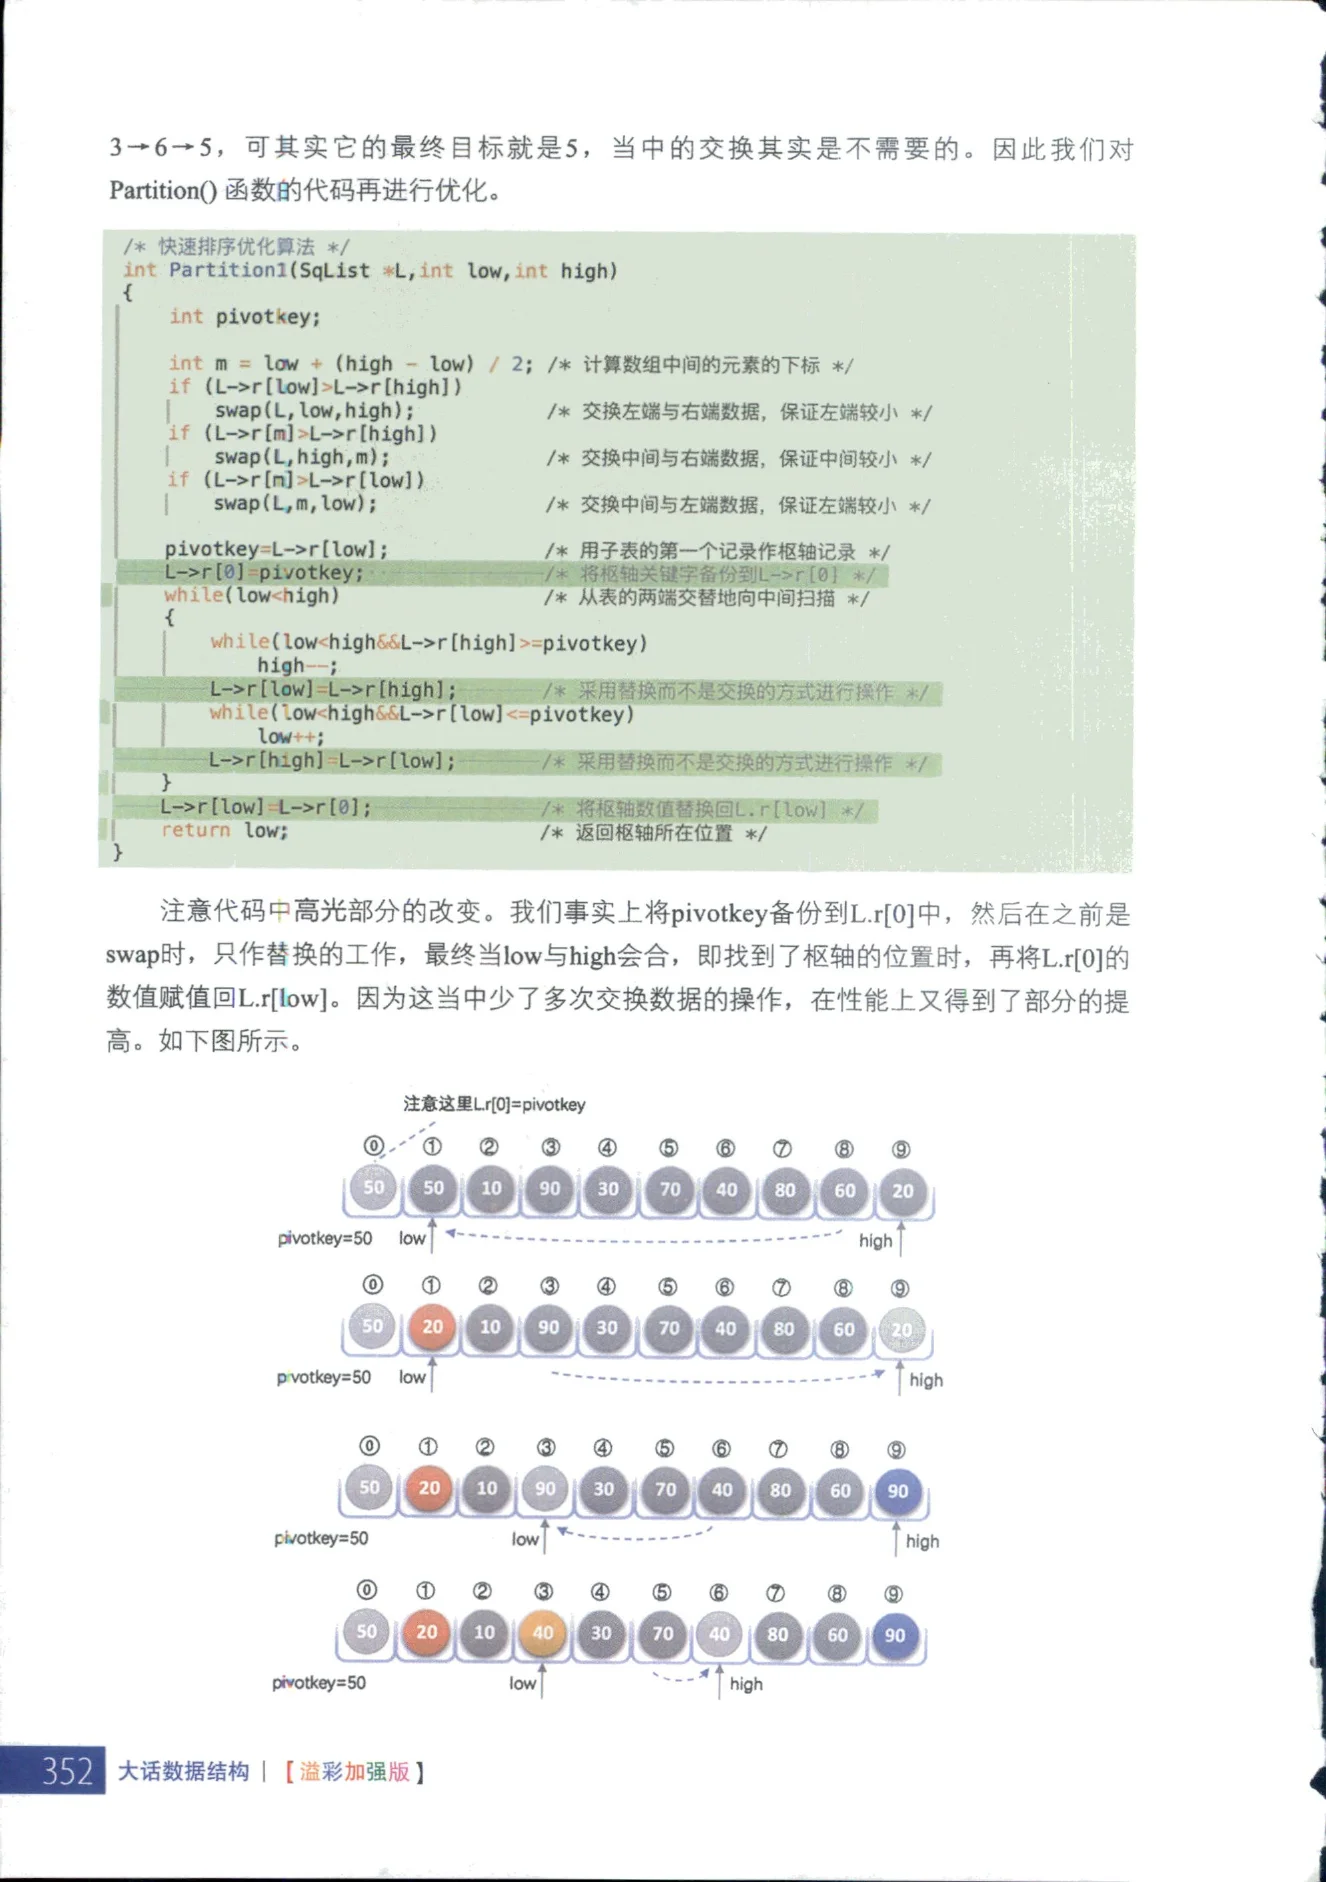 3→6→5，可其实它的最终目标就是5，当中的交换其实是不需要的。因此我们对
Partition() 函数的代码再进行优化。
/* 快速排序优化算法 */
int Partition1(SqList *L,int low,int high)
{
int pivotkey;
int m = low + (high - low) / 2; /* 计算数组中间的元素的下标 */
if (L->r[low]>L->r[high])
swap(L,low,high); /* 交换左端与右端数据，保证左端较小 */
if (L->r[m]>L->r[high])
swap(L,high,m); /* 交换中间与右端数据，保证中间较小 */
if (L->r[m]>L->r[low])
swap(L,m,low); /* 交换中间与左端数据，保证左端较小 */
pivotkey=L->r[low]; /* 用子表的第一个记录作枢轴记录 */
L->r[0]=pivotkey; /* 将枢轴关键字备份到L->r[0] */
while(low<high) /* 从表的两端交替地向中间扫描 */
{
while(low<high&&L->r[high]>=pivotkey)
high--;
L->r[low]=L->r[high]; /* 采用替换而不是交换的方式进行操作 */
while(low<high&&L->r[low]<=pivotkey)
low++;
L->r[high]=L->r[low]; /* 采用替换而不是交换的方式进行操作 */
}
L->r[low]=L->r[0]; /* 将枢轴数值替换回L.r[low] */
return low; /* 返回枢轴所在位置 */
}
注意代码中高光部分的改变。我们事实上将pivotkey备份到L.r[0]中，然后在之前是
swap时，只作替换的工作，最终当low与high会合，即找到了枢轴的位置时，再将L.r[0]的
数值赋值回L.r[low]。因为这当中少了多次交换数据的操作，在性能上又得到了部分的提
高。如下图所示。
注意这里L.r[0]=pivotkey
⓪ ① ② ③ ④ ⑤ ⑥ ⑦ ⑧ ⑨
50 50 10 90 30 70 40 80 60 20
pivotkey=50 low high
⓪ ① ② ③ ④ ⑤ ⑥ ⑦ ⑧ ⑨
50 20 10 90 30 70 40 80 60 20
pivotkey=50 low high
⓪ ① ② ③ ④ ⑤ ⑥ ⑦ ⑧ ⑨
50 20 10 90 30 70 40 80 60 90
pivotkey=50 low high
⓪ ① ② ③ ④ ⑤ ⑥ ⑦ ⑧ ⑨
50 20 10 40 30 70 40 80 60 90
pivotkey=50 low high
352 大话数据结构 | 【溢彩加强版】